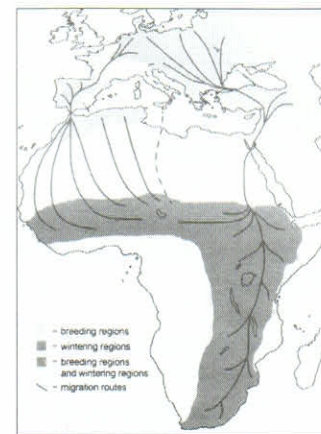 – breeding regions
– wintering regions
– breeding regions
and wintering regions
– migration routes